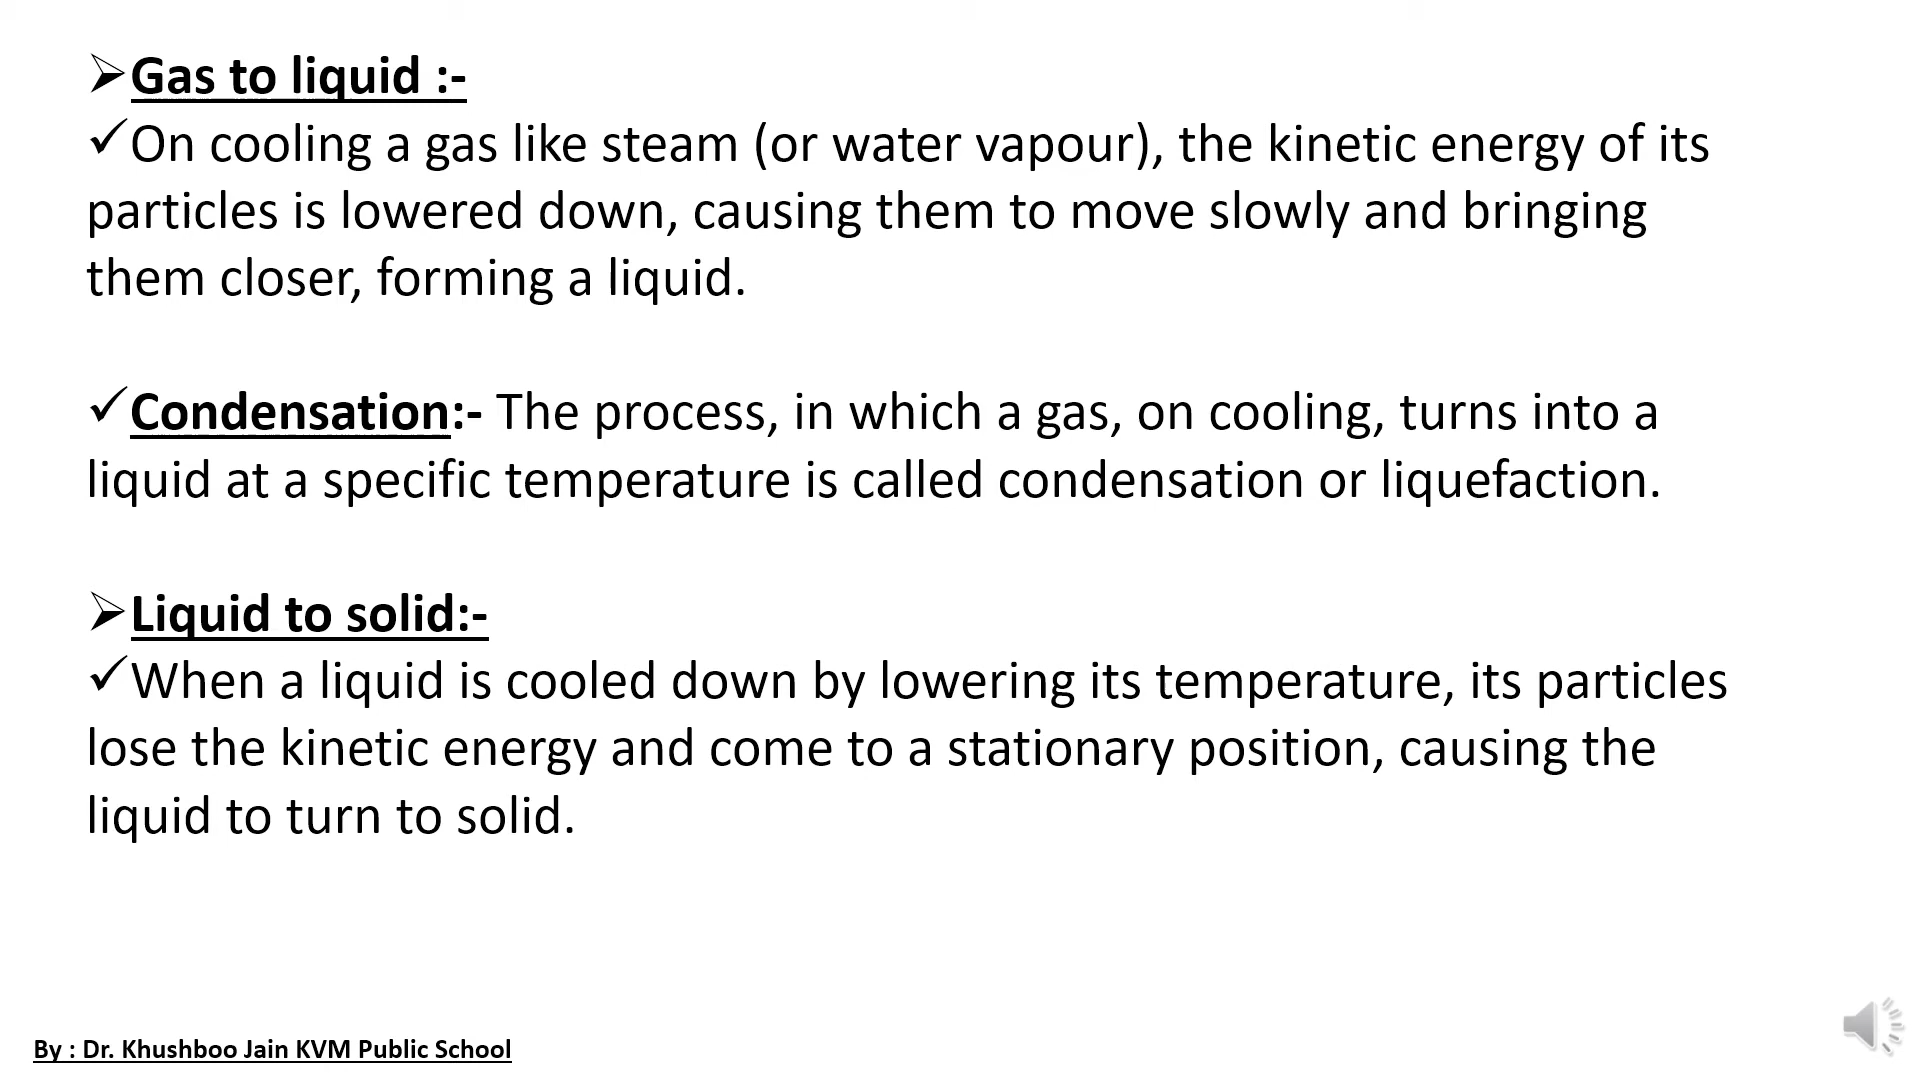 ➢Gas to liquid :-
✓On cooling a gas like steam (or water vapour), the kinetic energy of its
particles is lowered down, causing them to move slowly and bringing
them closer, forming a liquid.
✓Condensation:- The process, in which a gas, on cooling, turns into a
liquid at a specific temperature is called condensation or liquefaction.
➢Liquid to solid:-
✓When a liquid is cooled down by lowering its temperature, its particles
lose the kinetic energy and come to a stationary position, causing the
liquid to turn to solid.
By : Dr. Khushboo Jain KVM Public School